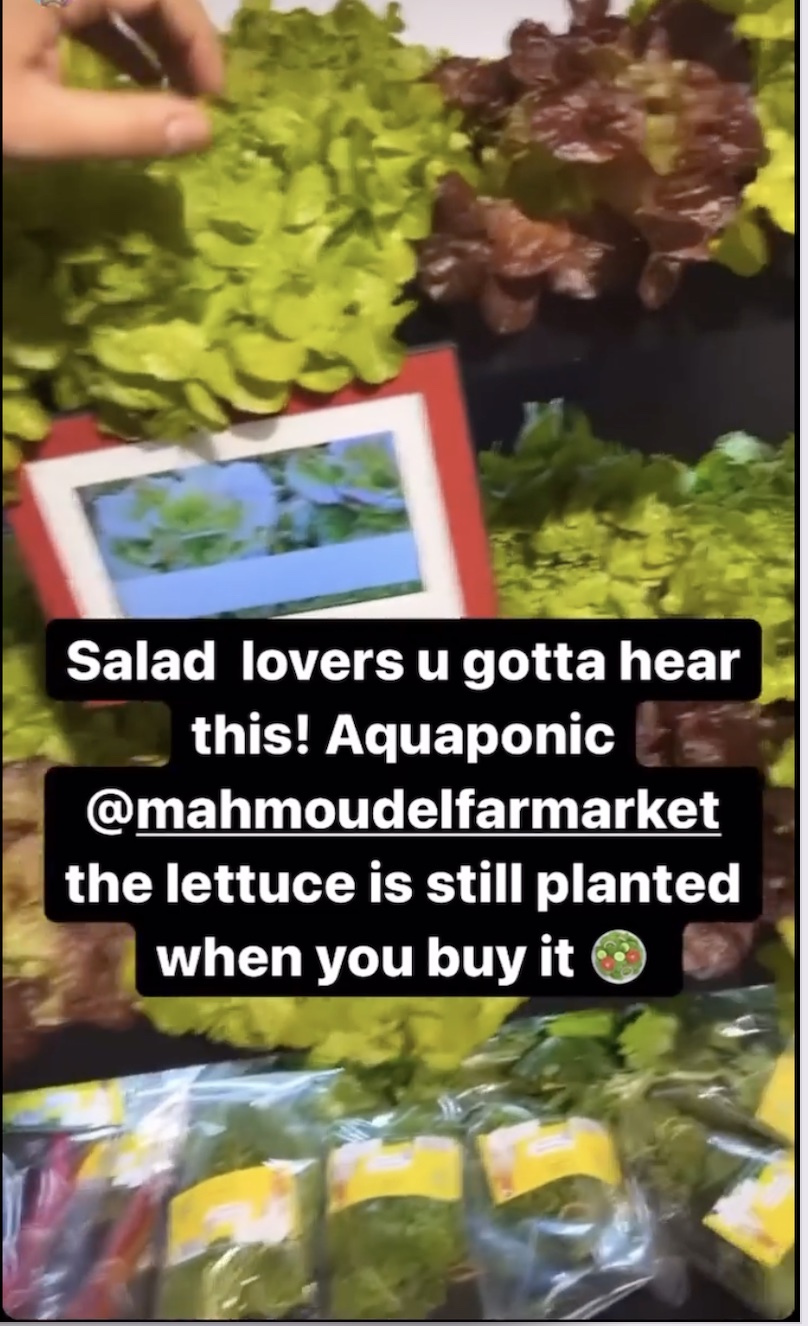 Salad  lovers u gotta hear
this! Aquaponic
@mahmoudelfarmarket
the lettuce is still planted
when you buy it 🥗